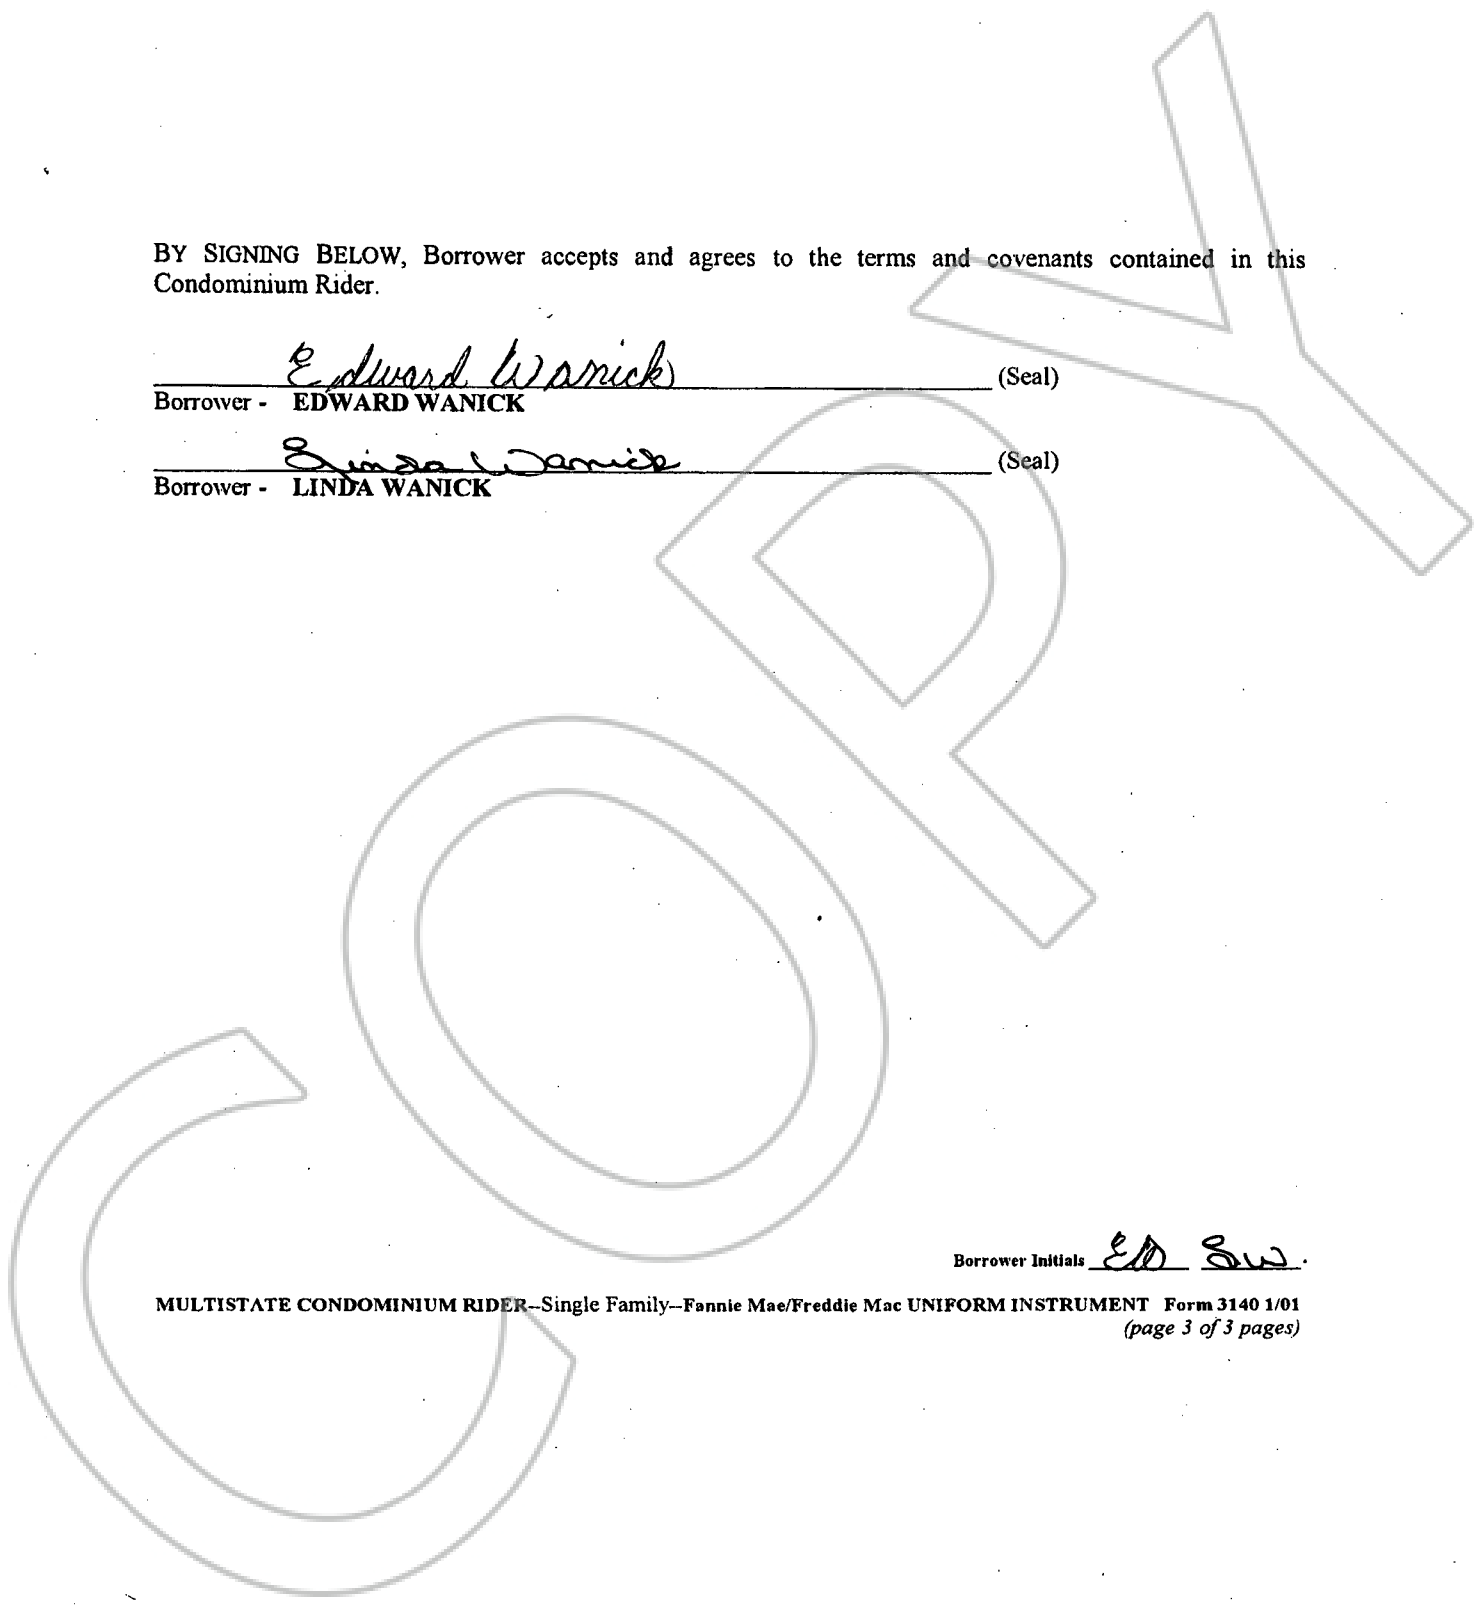 BY SIGNING BELOW, Borrower accepts and agrees to the terms and covenants contained in this
Condominium Rider.
Edward Wanick (Seal)
Borrower - EDWARD WANICK
Linda Wanick (Seal)
Borrower - LINDA WANICK
COPY
Borrower Initials EW LW.
MULTISTATE CONDOMINIUM RIDER--Single Family--Fannie Mae/Freddie Mac UNIFORM INSTRUMENT Form 3140 1/01
(page 3 of 3 pages)